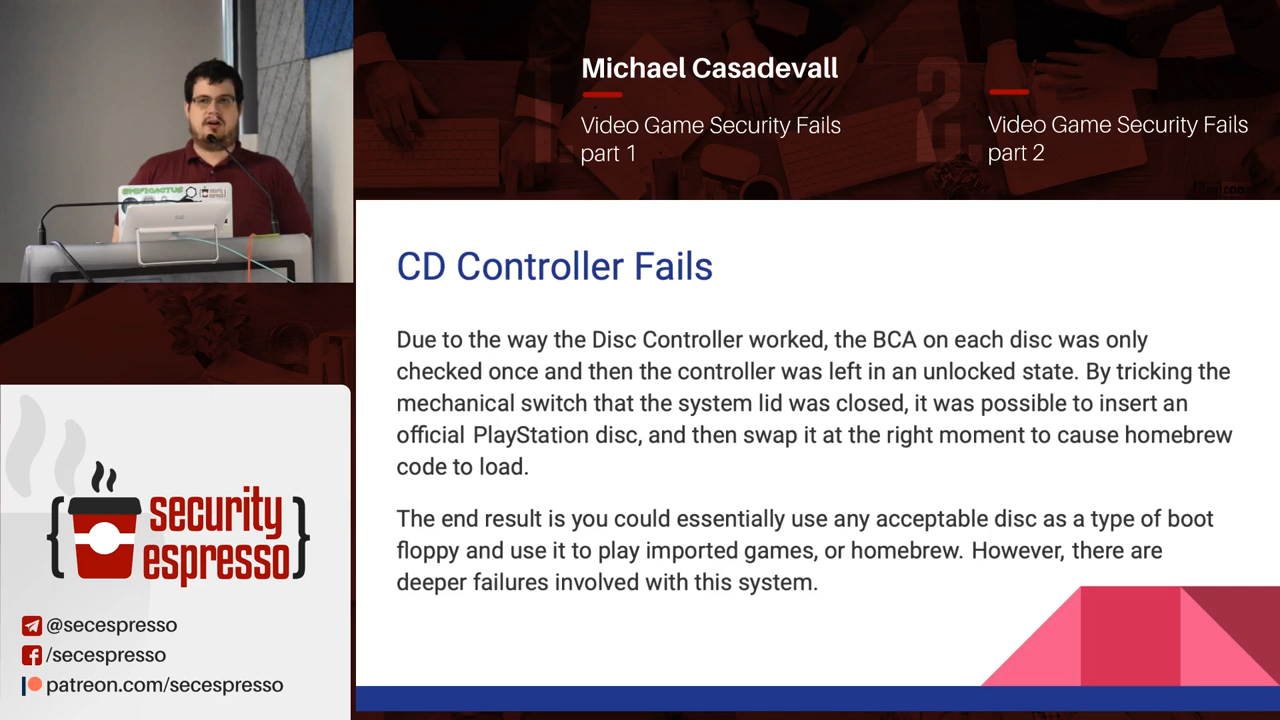 Michael Casadevall
Video Game Security Fails
part 1
Video Game Security Fails
part 2
CD Controller Fails
Due to the way the Disc Controller worked, the BCA on each disc was only
checked once and then the controller was left in an unlocked state. By tricking the
mechanical switch that the system lid was closed, it was possible to insert an
official PlayStation disc, and then swap it at the right moment to cause homebrew
code to load.
The end result is you could essentially use any acceptable disc as a type of boot
floppy and use it to play imported games, or homebrew. However, there are
deeper failures involved with this system.
security
espresso
@secespresso
/secespresso
patreon.com/secespresso
1
2
security
espresso